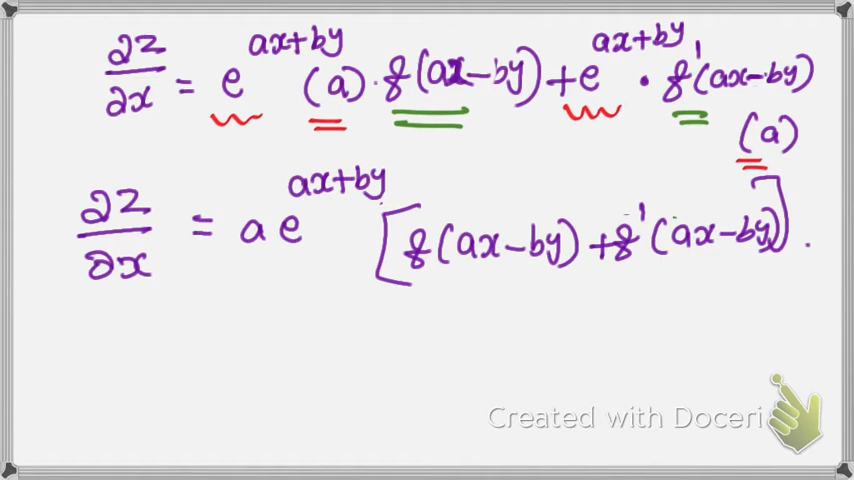 ∂z/∂x = e^(ax+by) (a) · f(ax−by) + e^(ax+by) · f'(ax−by)
(a)
∂z/∂x = a e^(ax+by) [f(ax−by) + f'(ax−by)].
Created with Doceri